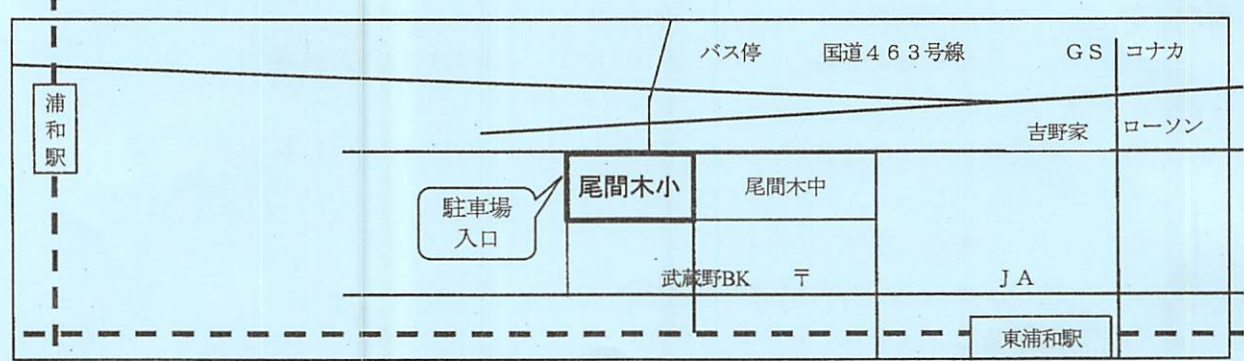 バス停 国道463号線 GS コナカ
浦和駅
吉野家 ローソン
尾間木小 尾間木中
駐車場
入口
武蔵野BK 〒 JA
東浦和駅